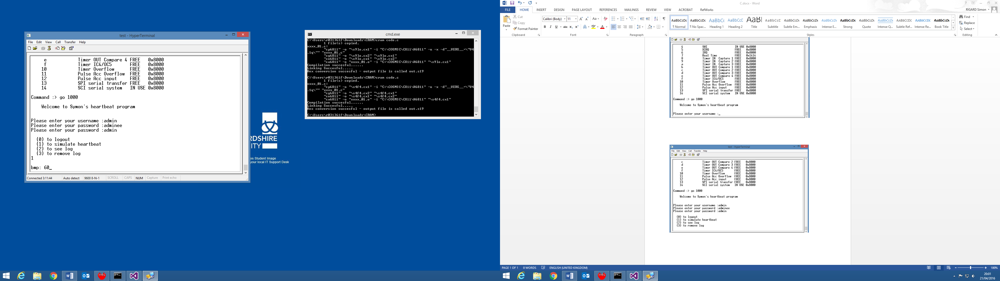 test - HyperTerminal
File Edit View Call Transfer Help
e Timer OUT Compare 4 FREE 0x8000
f Timer IC4/OC5 FREE 0x8000
10 Timer Overflow FREE 0x8000
11 Pulse Acc Overflow FREE 0x8000
12 Pulse Acc input FREE 0x8000
13 SPI serial transfer FREE 0x8000
14 SCI serial system IN USE 0x8000
Command :> go 1000
Welcome to Symon's heartbeat program
Please enter your username :admin
Please enter your password :adminee
Please enter your password :admin
(0) to logout
(1) to simulate heartbeat
(2) to see log
(3) to remove log
1
bmp: 60_
Connected 3:11:44 Auto detect 9600 8-N-1 SCROLL CAPS NUM Capture Print echo
RDSHIRE
ITY
es Student Image
your local IT Support Desk
cmd.exe
C:\Users\r031361f\Downloads\CRAM>cram code.c
1 file(s) copied.
xxxx_01.c:
"cp6811" -o "\s9lo.cx1" -i "C:\COSMIC\CX11\H6811" -u -x -d"__VERS__=\"V4
.1q\"" "xxxx_01.c"
"cg6811" -o "\s9lo.cx2" "\s9lo.cx1"
"co6811" -o "\s9lo.cx1" "\s9lo.cx2"
"ca6811" -o "xxxx_01.o" -i "C:\COSMIC\CX11\H6811" "\s9lo.cx1"
Compilation succesful......
Linking Succesful.....
Hex conversion succesful - output file is called out.s19
C:\Users\r031361f\Downloads\CRAM>cram code.c
1 file(s) copied.
xxxx_01.c:
"cp6811" -o "\s4f4.cx1" -i "C:\COSMIC\CX11\H6811" -u -x -d"__VERS__=\"V4
.1q\"" "xxxx_01.c"
"cg6811" -o "\s4f4.cx2" "\s4f4.cx1"
"co6811" -o "\s4f4.cx1" "\s4f4.cx2"
"ca6811" -o "xxxx_01.o" -i "C:\COSMIC\CX11\H6811" "\s4f4.cx1"
Compilation succesful......
Linking Succesful.....
Hex conversion succesful - output file is called out.s19
C:\Users\r031361f\Downloads\CRAM>
C.docx - Word
FILE HOME INSERT DESIGN PAGE LAYOUT REFERENCES MAILINGS REVIEW VIEW ACROBAT RefWorks RIGARD Simon
Paste Cut Copy Format Painter
Calibri (Body) 11
AaBbCcDc ¶ Normal
AaBbCcDc ¶ No Spac...
AaBbCc Heading 1
AaBbCcE Heading 2
AaB Title
AaBbCcD Subtitle
AaBbCcDc Subtle Em...
AaBbCcDc Emphasis
AaBbCcDc Intense E...
AaBbCcDc Strong
AaBbCcDc Quote
AaBbCcDc Intense Q...
AaBbCcDc Subtle Ref...
AaBbCcDc Intense Re...
AaBbCcDc Book Title
Find
Replace
Select
Clipboard Font Paragraph Styles Editing
4 SWI IN USE 0x8000
5 XIRQ FREE 0x8000
6 IRQ FREE 0x8000
7 Real Time FREE 0x1414
8 Timer IN Capture 1 FREE 0x8000
9 Timer IN Capture 2 FREE 0x8000
a Timer IN Capture 3 FREE 0x8000
b Timer OUT Compare 1 FREE 0x8000
c Timer OUT Compare 2 FREE 0x8000
d Timer OUT Compare 3 FREE 0x8000
e Timer OUT Compare 4 FREE 0x8000
f Timer IC4/OC5 FREE 0x8000
10 Timer Overflow FREE 0x8000
11 Pulse Acc Overflow FREE 0x8000
12 Pulse Acc input FREE 0x8000
13 SPI serial transfer FREE 0x8000
14 SCI serial system IN USE 0x8000
Command :> go 1000
Welcome to Symon's heartbeat program
Please enter your username :_
test - HyperTerminal
File Edit View Call Transfer Help
c Timer OUT Compare 2 FREE 0x8000
d Timer OUT Compare 3 FREE 0x8000
e Timer OUT Compare 4 FREE 0x8000
f Timer IC4/OC5 FREE 0x8000
10 Timer Overflow FREE 0x8000
11 Pulse Acc Overflow FREE 0x8000
12 Pulse Acc input FREE 0x8000
13 SPI serial transfer FREE 0x8000
14 SCI serial system IN USE 0x8000
Command :> go 1000
Welcome to Symon's heartbeat program
Please enter your username :admin
Please enter your password :adminee
Please enter your password :admin
(0) to logout
(1) to simulate heartbeat
(2) to see log
(3) to remove log
PAGE 1 OF 1 0 WORDS ENGLISH (UNITED KINGDOM) 100%
20:01
21/04/2016